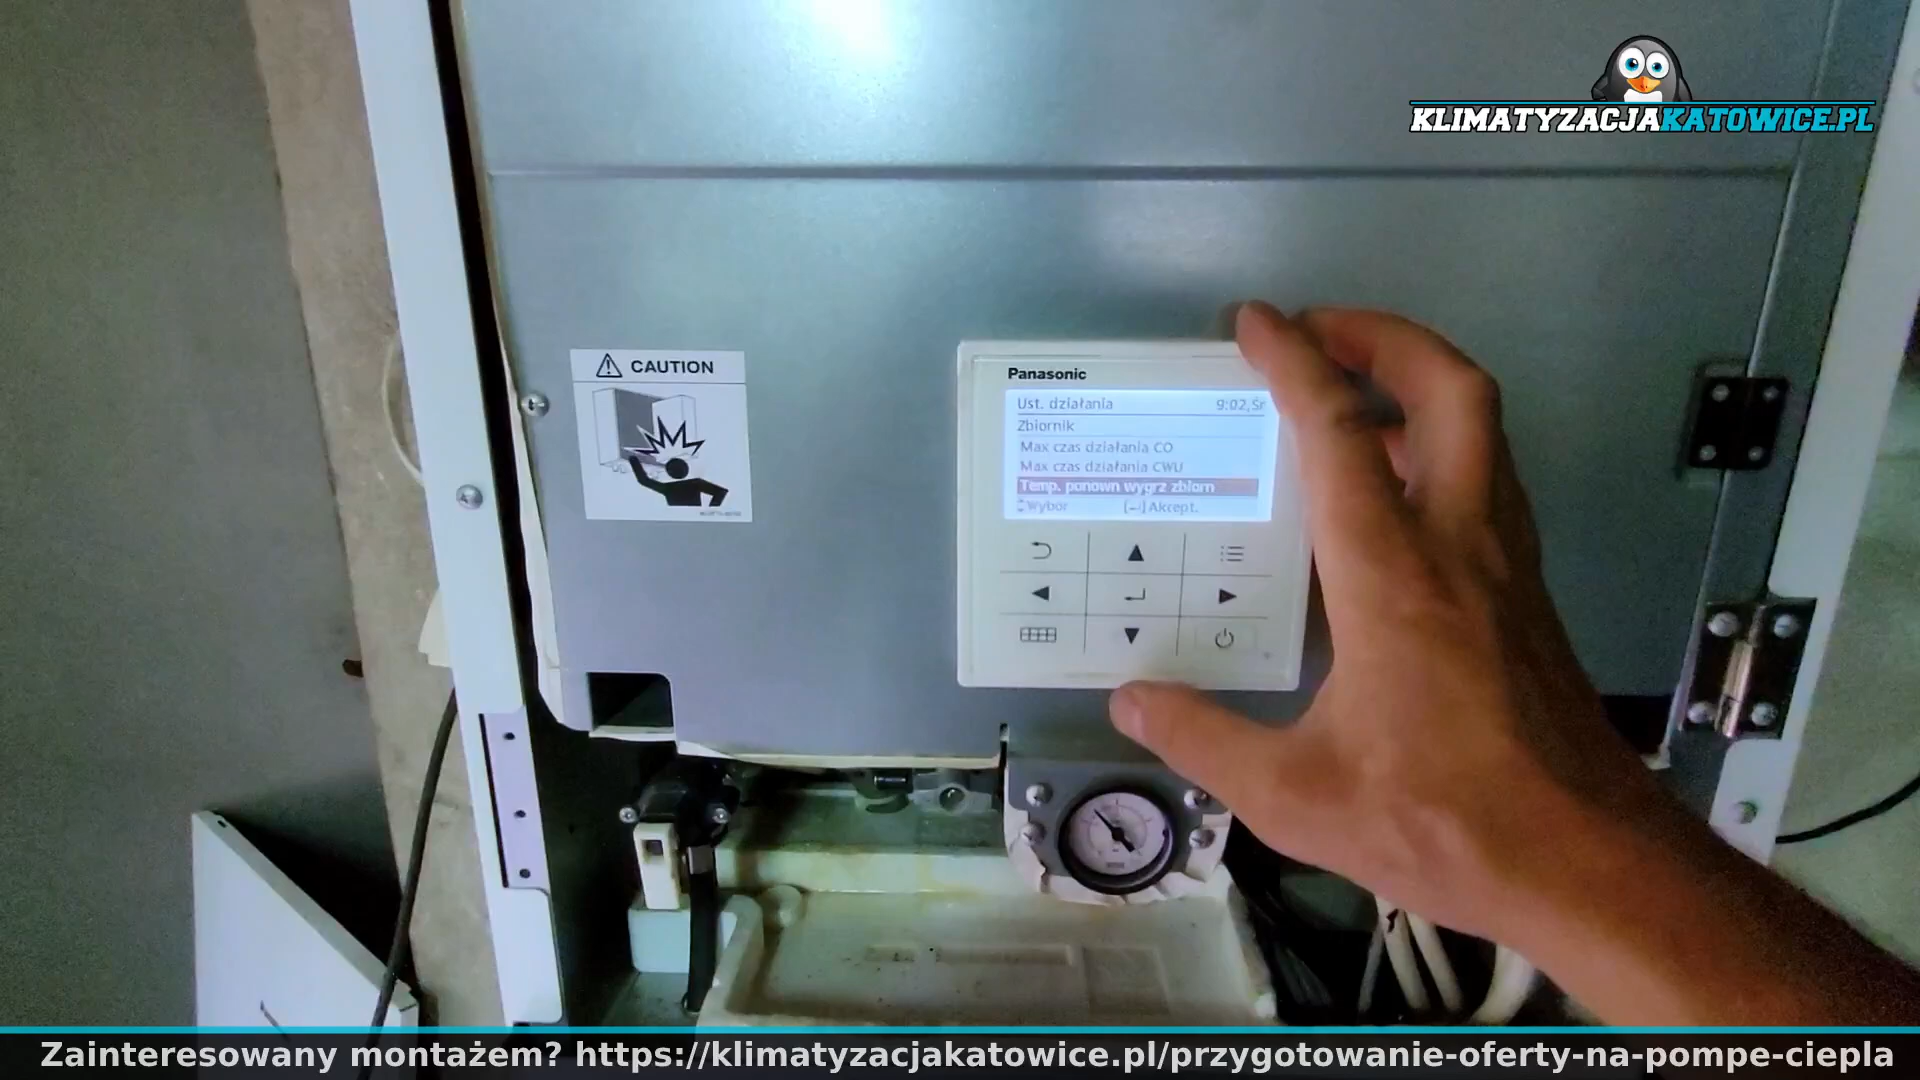 KLIMATYZACJAKATOWICE.PL
CAUTION
Panasonic
Ust. działania 9:02,Śr
Zbiornik
Max czas działania CO
Max czas działania CWU
Temp. ponown wygrz zbiorn
Wybór [↵]Akcept.
Zainteresowany montażem? https://klimatyzacjakatowice.pl/przygotowanie-oferty-na-pompe-ciepla